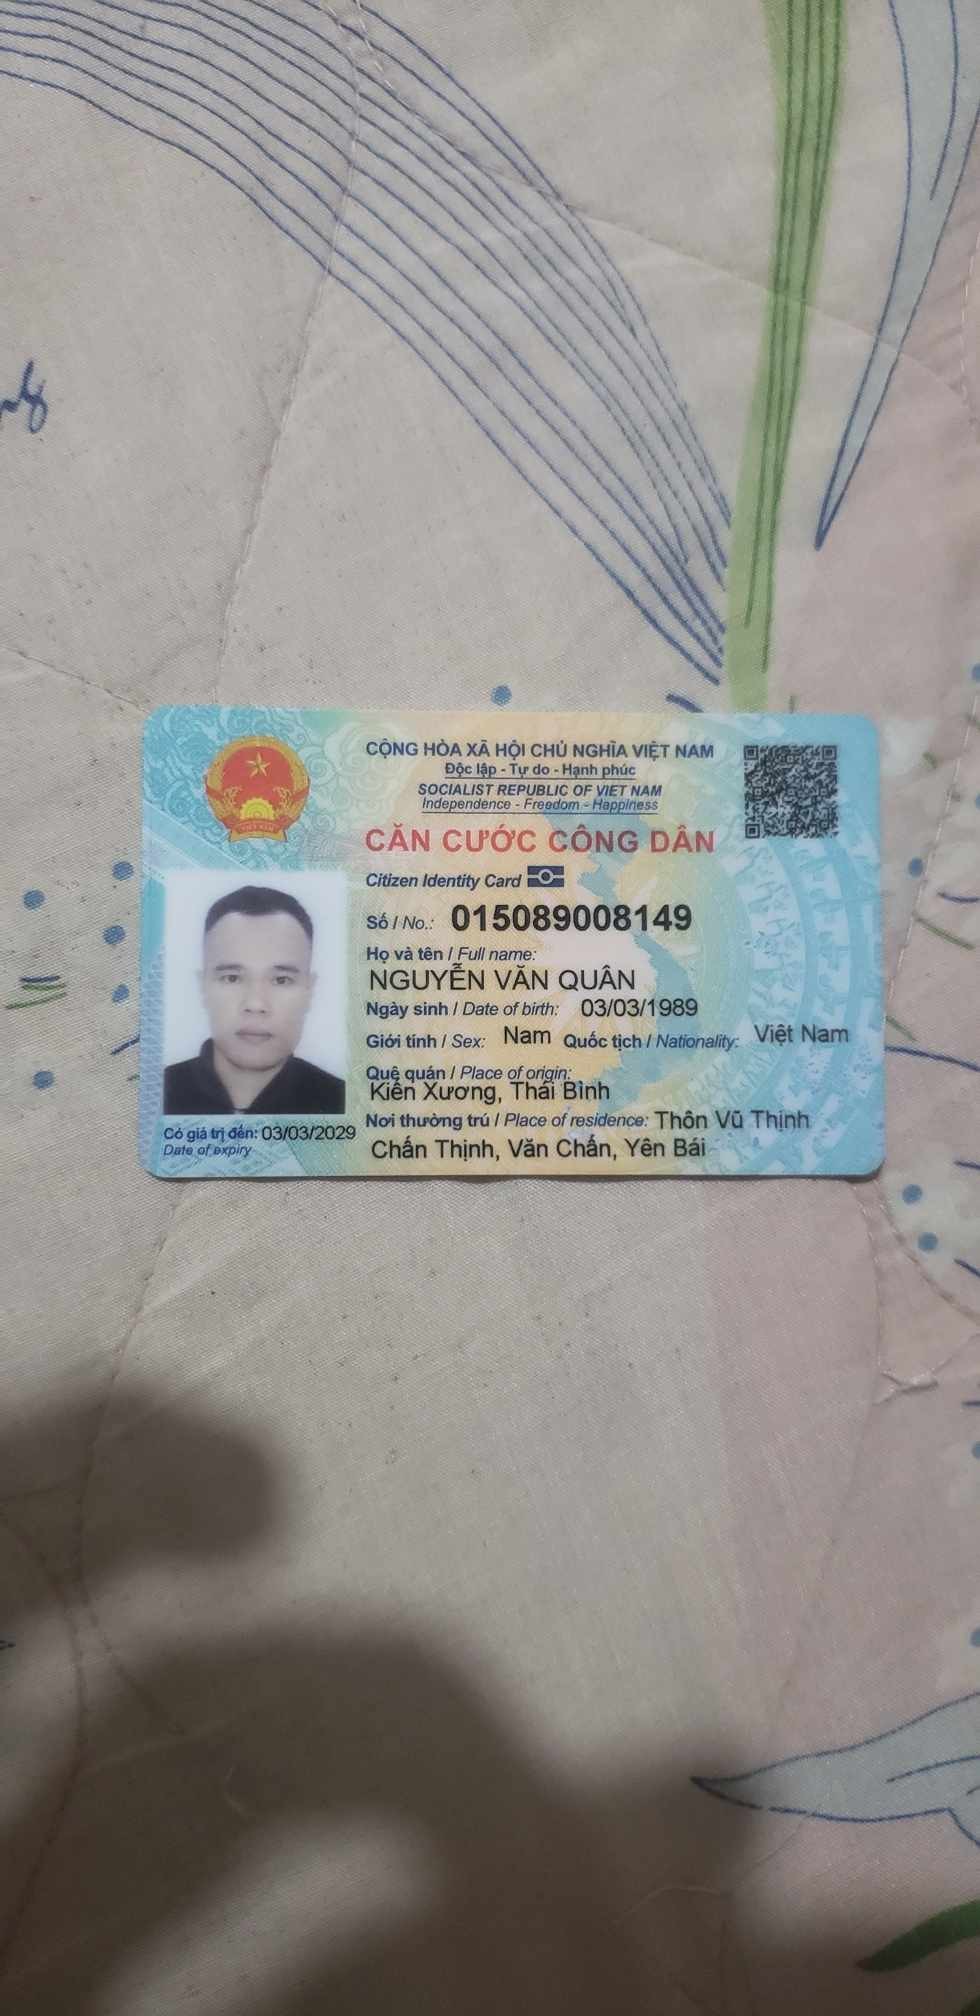 CỘNG HÒA XÃ HỘI CHỦ NGHĨA VIỆT NAM
Độc lập - Tự do - Hạnh phúc
SOCIALIST REPUBLIC OF VIET NAM
Independence - Freedom - Happiness
CĂN CƯỚC CÔNG DÂN
Citizen Identity Card
Số / No.: 015089008149
Họ và tên / Full name:
NGUYỄN VĂN QUÂN
Ngày sinh / Date of birth: 03/03/1989
Giới tính / Sex: Nam Quốc tịch / Nationality: Việt Nam
Quê quán / Place of origin:
Kiến Xương, Thái Bình
Nơi thường trú / Place of residence: Thôn Vũ Thịnh
Chấn Thịnh, Văn Chấn, Yên Bái
Có giá trị đến: 03/03/2029
Date of expiry
VIỆT NAM